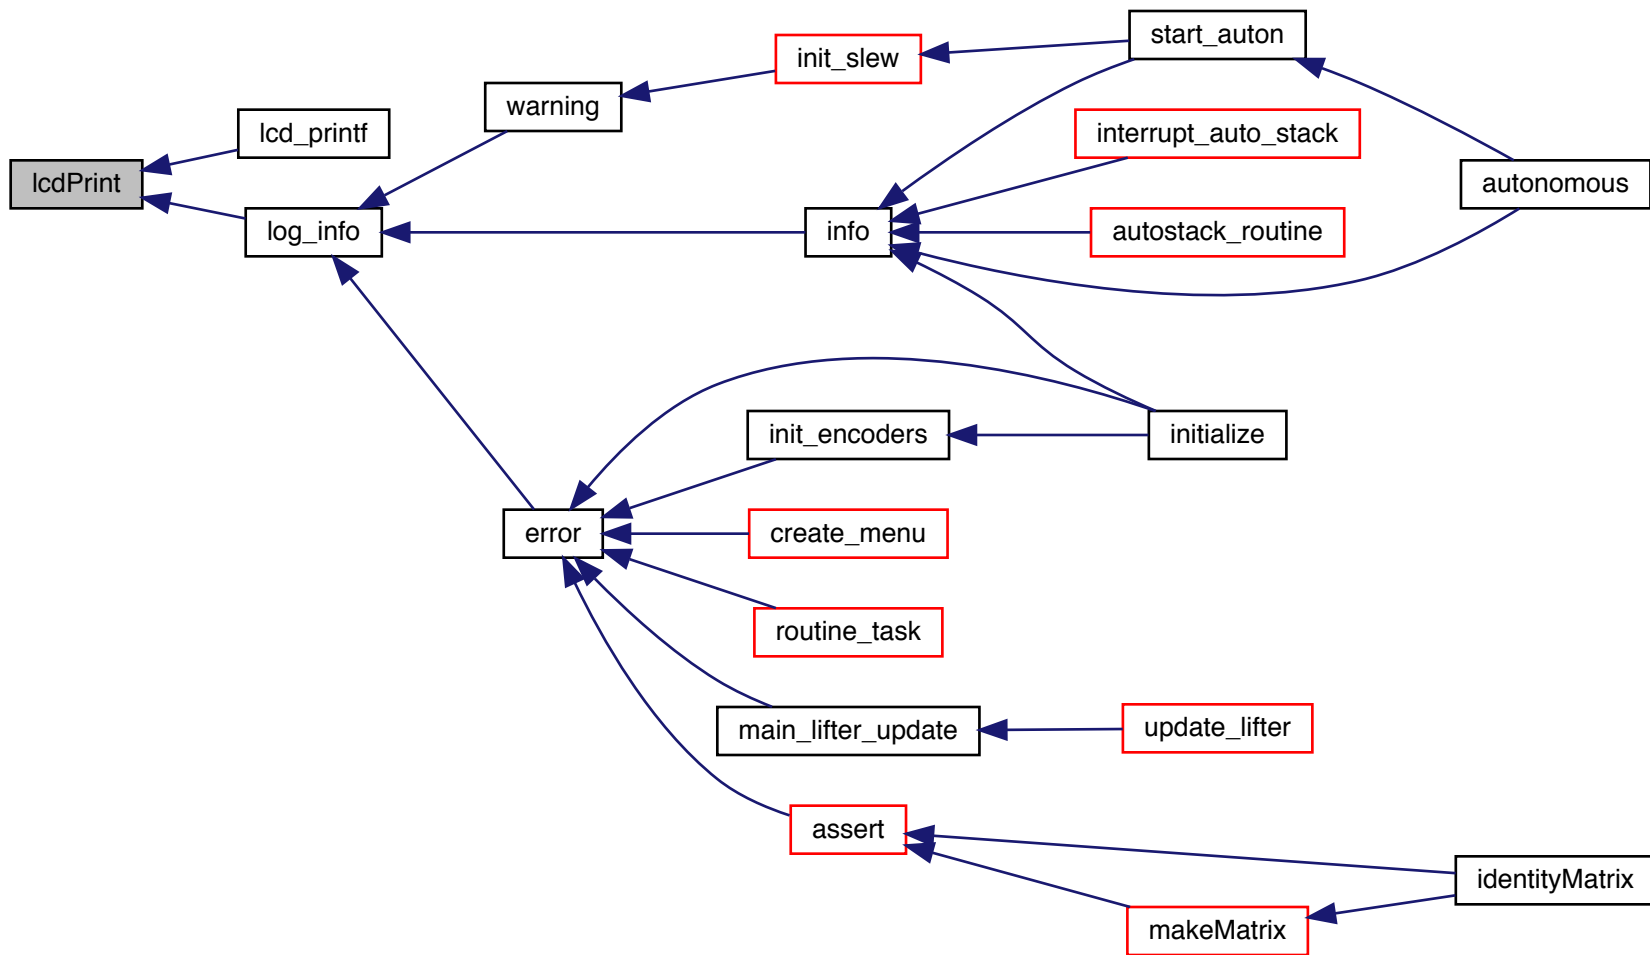 start_auton
init_slew
warning
lcd_printf
interrupt_auto_stack
lcdPrint
autonomous
log_info
info
autostack_routine
init_encoders
initialize
error
create_menu
routine_task
main_lifter_update
update_lifter
assert
identityMatrix
makeMatrix